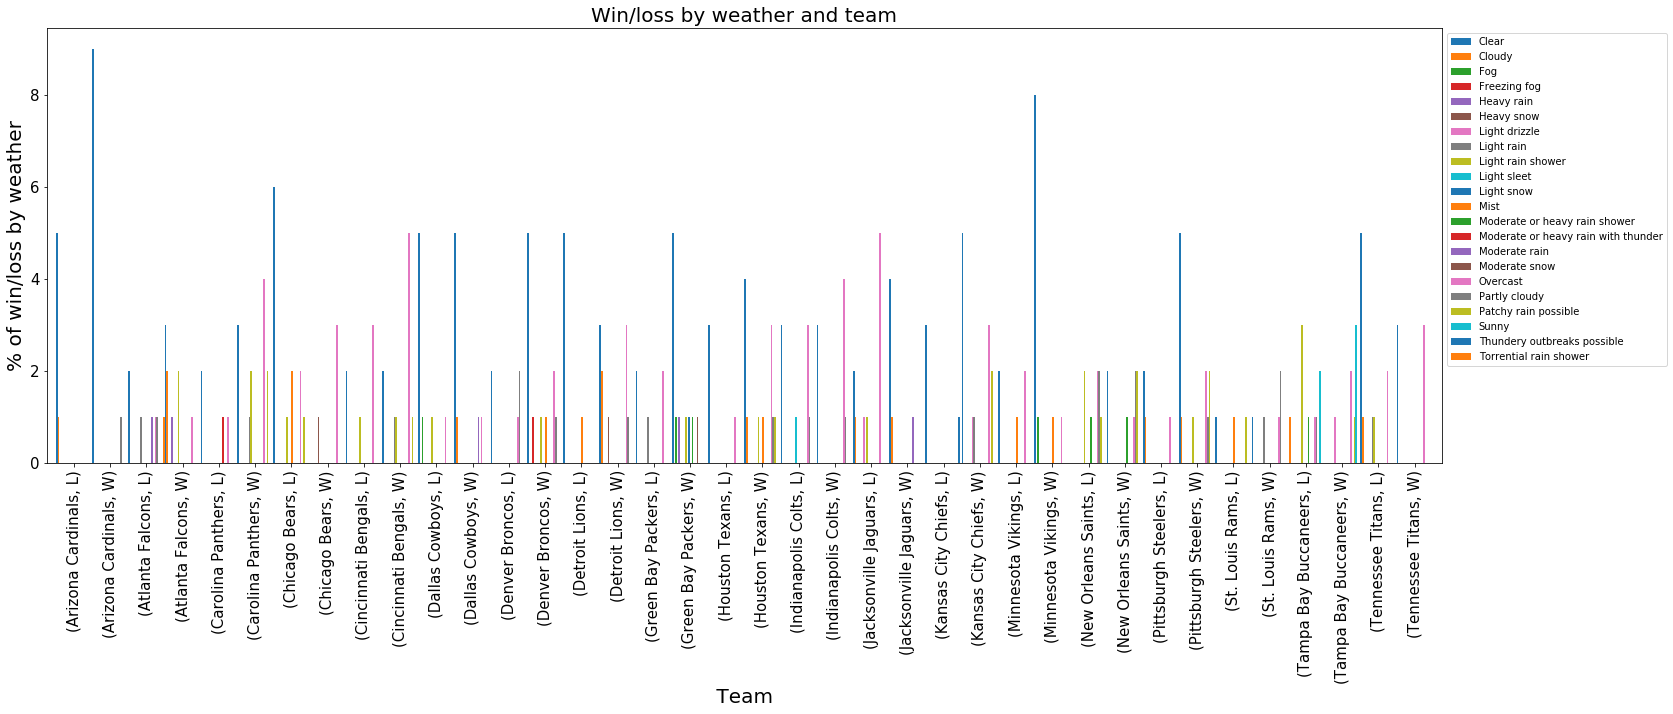 Win/loss by weather and team
% of win/loss by weather
8
6
4
2
0
Clear
Cloudy
Fog
Freezing fog
Heavy rain
Heavy snow
Light drizzle
Light rain
Light rain shower
Light sleet
Light snow
Mist
Moderate or heavy rain shower
Moderate or heavy rain with thunder
Moderate rain
Moderate snow
Overcast
Partly cloudy
Patchy rain possible
Sunny
Thundery outbreaks possible
Torrential rain shower
(Arizona Cardinals, L)
(Arizona Cardinals, W)
(Atlanta Falcons, L)
(Atlanta Falcons, W)
(Carolina Panthers, L)
(Carolina Panthers, W)
(Chicago Bears, L)
(Chicago Bears, W)
(Cincinnati Bengals, L)
(Cincinnati Bengals, W)
(Dallas Cowboys, L)
(Dallas Cowboys, W)
(Denver Broncos, L)
(Denver Broncos, W)
(Detroit Lions, L)
(Detroit Lions, W)
(Green Bay Packers, L)
(Green Bay Packers, W)
(Houston Texans, L)
(Houston Texans, W)
(Indianapolis Colts, L)
(Indianapolis Colts, W)
(Jacksonville Jaguars, L)
(Jacksonville Jaguars, W)
(Kansas City Chiefs, L)
(Kansas City Chiefs, W)
(Minnesota Vikings, L)
(Minnesota Vikings, W)
(New Orleans Saints, L)
(New Orleans Saints, W)
(Pittsburgh Steelers, L)
(Pittsburgh Steelers, W)
(St. Louis Rams, L)
(St. Louis Rams, W)
(Tampa Bay Buccaneers, L)
(Tampa Bay Buccaneers, W)
(Tennessee Titans, L)
(Tennessee Titans, W)
Team